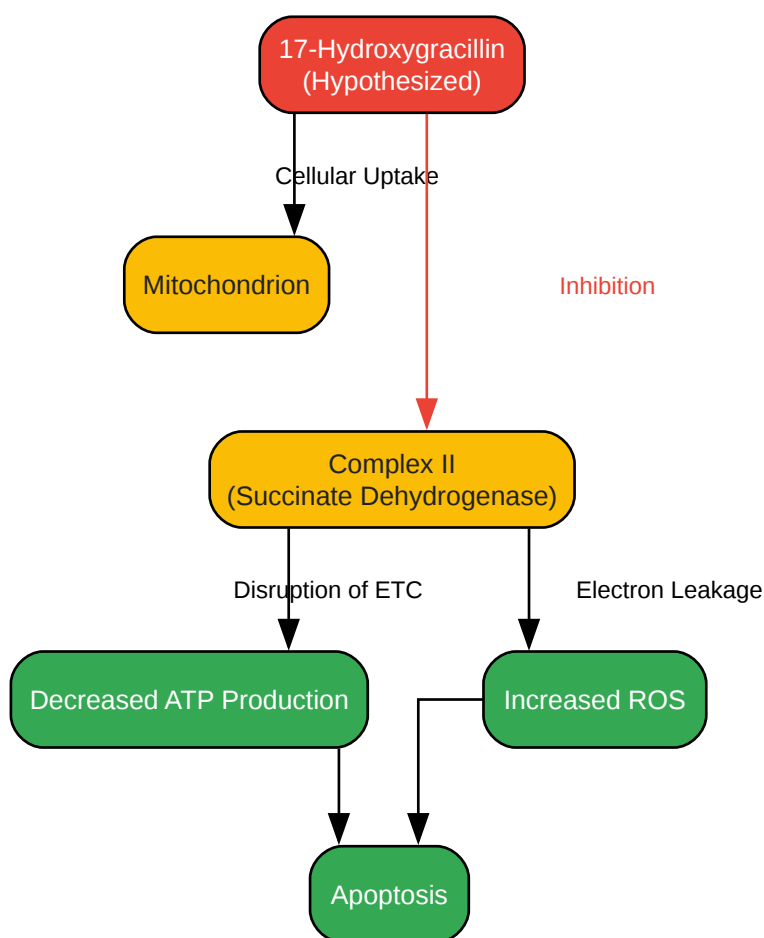 17-Hydroxygracillin
(Hypothesized)
Cellular Uptake
Mitochondrion
Inhibition
Complex II
(Succinate Dehydrogenase)
Disruption of ETC
Electron Leakage
Decreased ATP Production
Increased ROS
Apoptosis